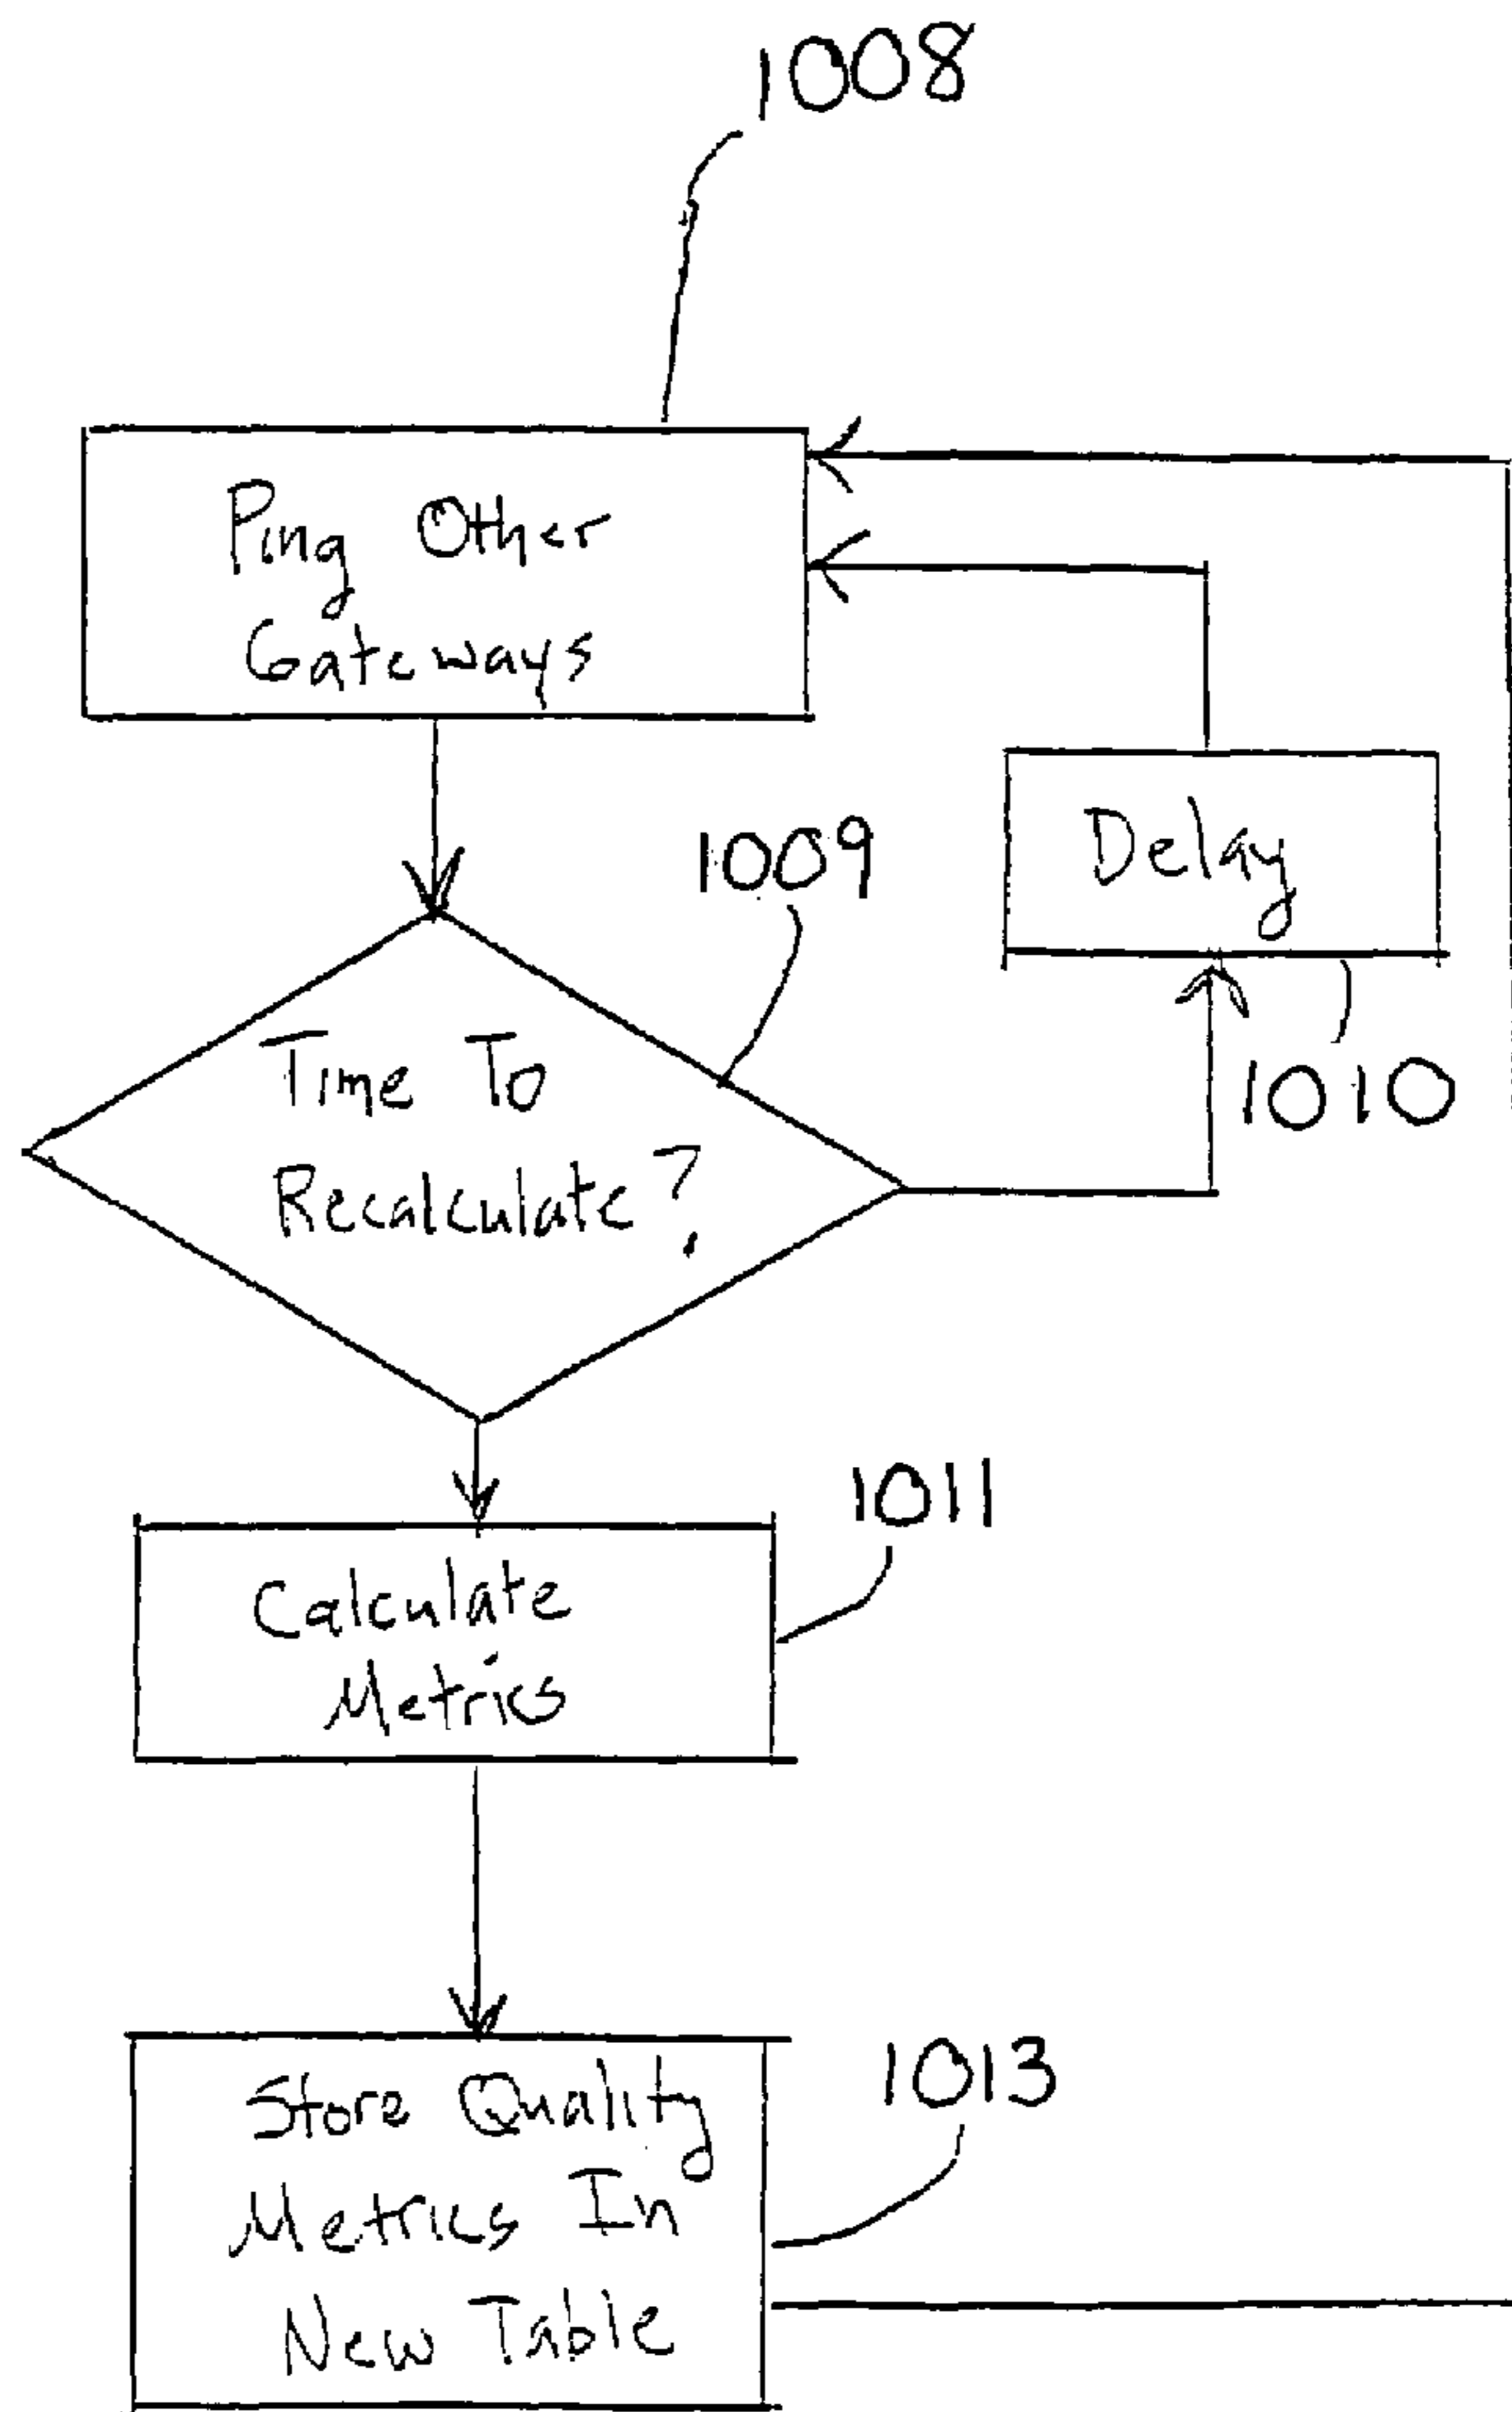 1008
Ping Other
Gateways
1009
Delay
1010
Time To
Recalculate?
1011
Calculate
Metrics
1013
Store Quality
Metrics In
New Table